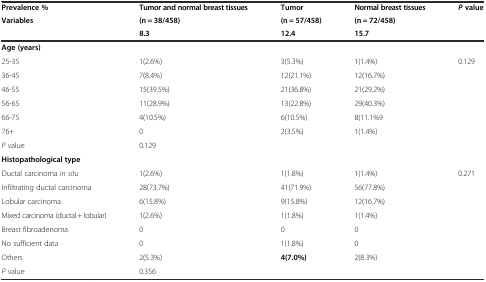 Prevalence % Tumor and normal breast tissues Tumor Normal breast tissues P value
Variables (n = 38/458) (n = 57/458) (n = 72/458)
8.3 12.4 15.7
Age (years)
25-35 1(2.6%) 3(5.3%) 1(1.4%) 0.129
36-45 7(8.4%) 12(21.1%) 12(16.7%)
46-55 15(39.5%) 21(36.8%) 21(29.2%)
56-65 11(28.9%) 13(22.8%) 29(40.3%)
66-75 4(10.5%) 6(10.5%) 8(11.1%9
76+ 0 2(3.5%) 1(1.4%)
P value 0.129
Histopathological type
Ductal carcinoma in situ 1(2.6%) 1(1.8%) 1(1.4%) 0.271
Infiltrating ductal carcinoma 28(73.7%) 41(71.9%) 56(77.8%)
Lobular carcinoma 6(15.8%) 9(15.8%) 12(16.7%)
Mixed carcinoma (ductal + lobular) 1(2.6%) 1(1.8%) 1(1.4%)
Breast fibroadenoma 0 0 0
No sufficient data 0 1(1.8%) 0
Others 2(5.3%) 4(7.0%) 2(8.3%)
P value 0.356